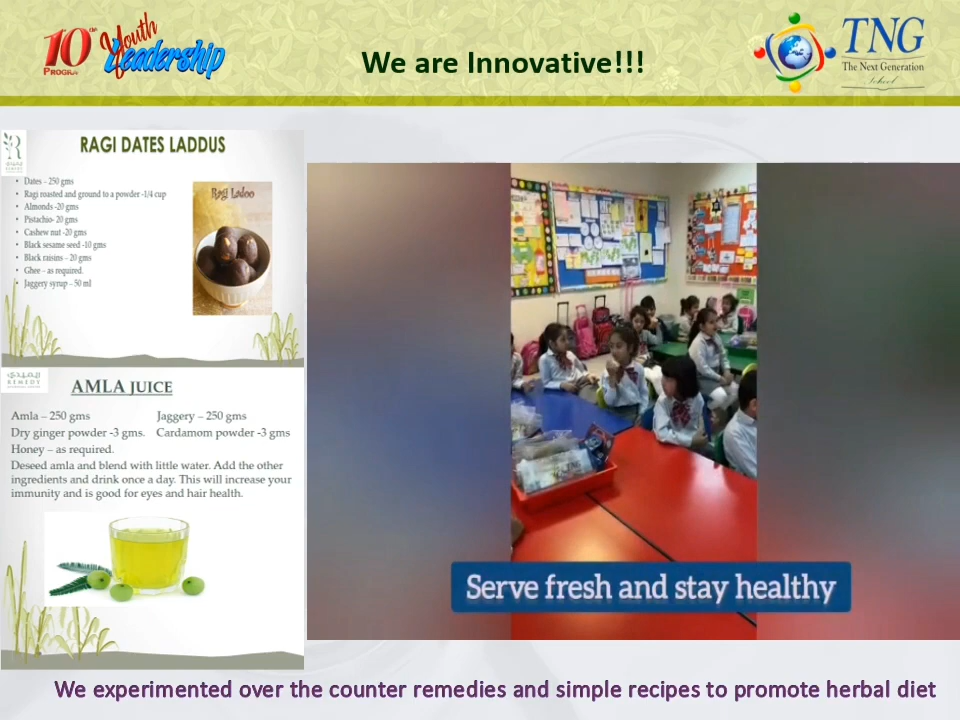 10th Youth Leadership
PROGRA
We are Innovative!!!
TNG
The Next Generation
School
RAGI DATES LADDUS
• Dates – 250 gms
• Ragi roasted and ground to a powder -1/4 cup
• Almonds -20 gms
• Pistachio- 20 gms
• Cashew nut -20 gms
• Black sesame seed -10 gms
• Black raisins – 20 gms
• Ghee – as required.
• Jaggery syrup – 50 ml
Ragi Ladoo
REMEDY
AMLA JUICE
Amla – 250 gms Jaggery – 250 gms
Dry ginger powder -3 gms. Cardamom powder -3 gms
Honey – as required.
Deseed amla and blend with little water. Add the other
ingredients and drink once a day. This will increase your
immunity and is good for eyes and hair health.
Serve fresh and stay healthy
We experimented over the counter remedies and simple recipes to promote herbal diet